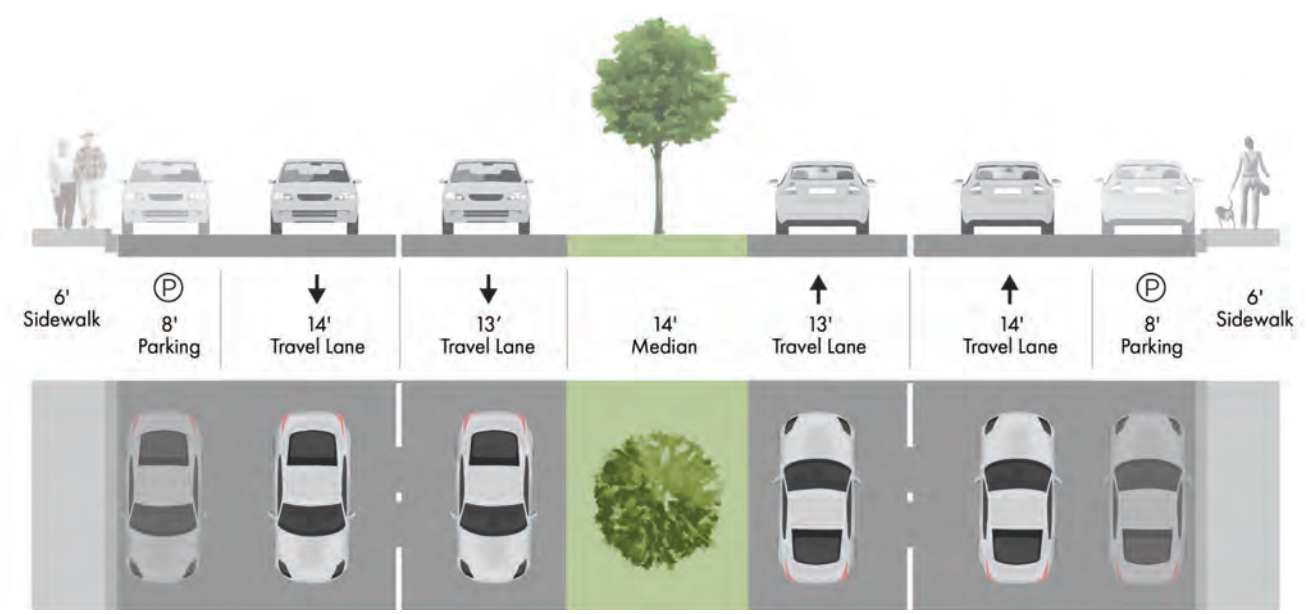 6'
Sidewalk
P
8'
Parking
14'
Travel Lane
13'
Travel Lane
14'
Median
13'
Travel Lane
14'
Travel Lane
P
8'
Parking
6'
Sidewalk